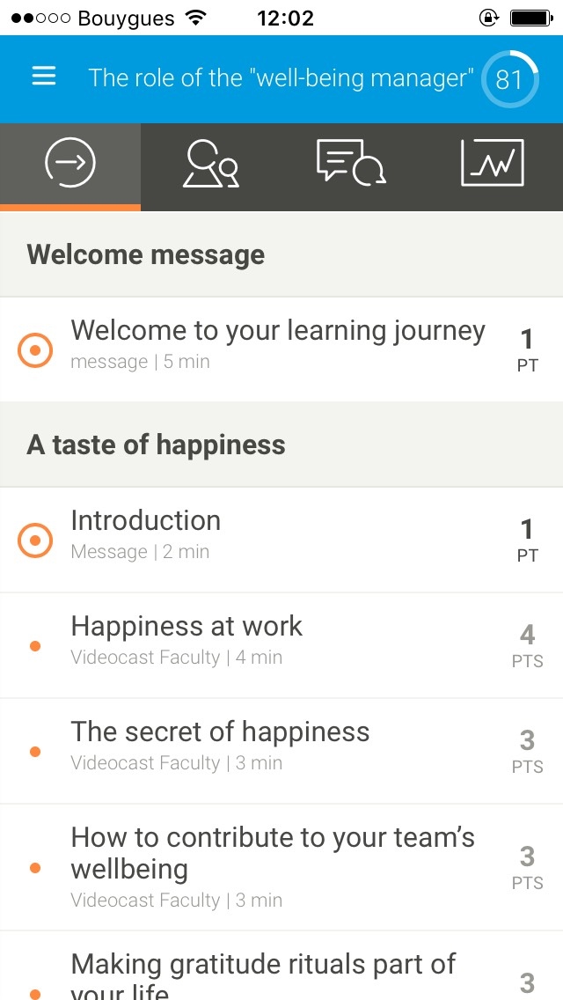 Bouygues 12:02
The role of the "well-being manager" 81
Welcome message
Welcome to your learning journey
message | 5 min
1
PT
A taste of happiness
Introduction
Message | 2 min
1
PT
Happiness at work
Videocast Faculty | 4 min
4
PTS
The secret of happiness
Videocast Faculty | 3 min
3
PTS
How to contribute to your team’s
wellbeing
Videocast Faculty | 3 min
3
PTS
Making gratitude rituals part of
your life
3